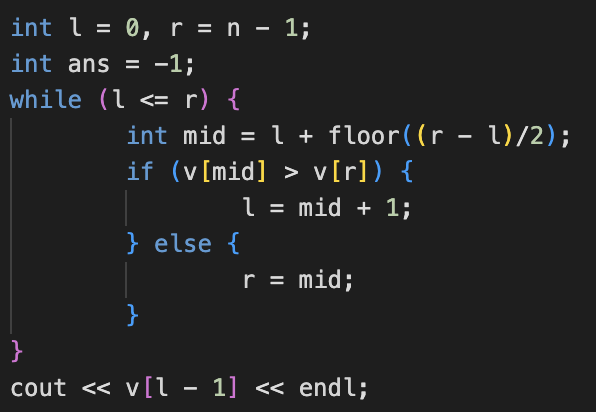 int l = 0, r = n - 1;
int ans = -1;
while (l <= r) {
int mid = l + floor((r - l)/2);
if (v[mid] > v[r]) {
l = mid + 1;
} else {
r = mid;
}
}
cout << v[l - 1] << endl;